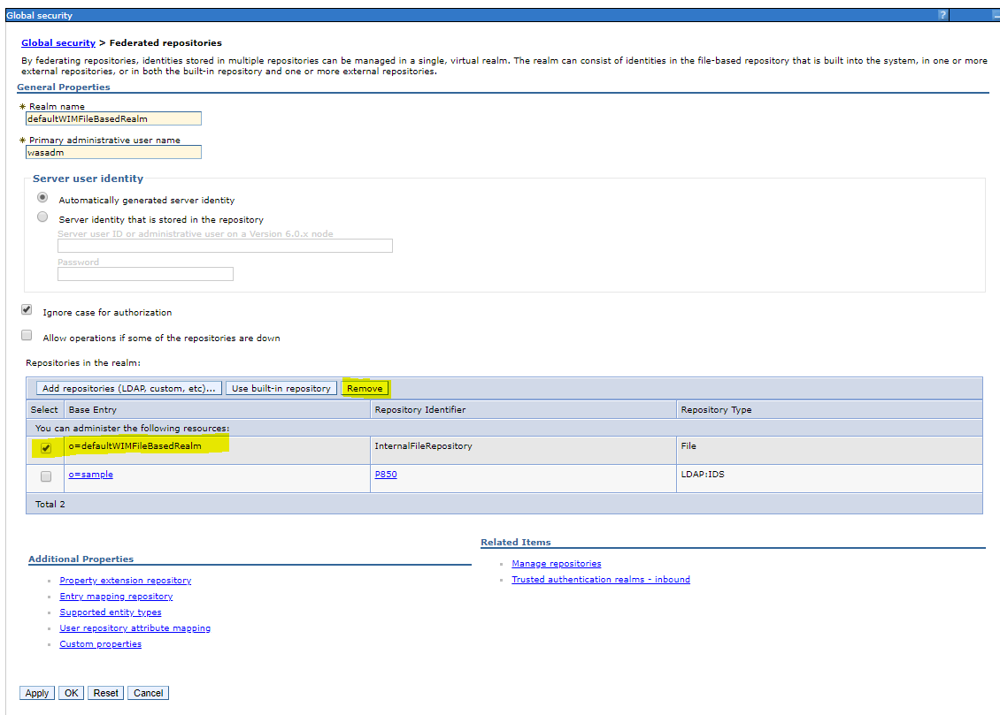 Global security
?
Global security > Federated repositories
By federating repositories, identities stored in multiple repositories can be managed in a single, virtual realm. The realm can consist of identities in the file-based repository that is built into the system, in one or more
external repositories, or in both the built-in repository and one or more external repositories.
General Properties
* Realm name
defaultWIMFileBasedRealm
* Primary administrative user name
wasadm
Server user identity
Automatically generated server identity
Server identity that is stored in the repository
Server user ID or administrative user on a Version 6.0.x node
Password
Ignore case for authorization
Allow operations if some of the repositories are down
Repositories in the realm:
Add repositories (LDAP, custom, etc)... Use built-in repository Remove
Select Base Entry Repository Identifier Repository Type
You can administer the following resources:
o=defaultWIMFileBasedRealm InternalFileRepository File
o=sample P850 LDAP:IDS
Total 2
Additional Properties
Property extension repository
Entry mapping repository
Supported entity types
User repository attribute mapping
Custom properties
Related Items
Manage repositories
Trusted authentication realms - inbound
Apply OK Reset Cancel